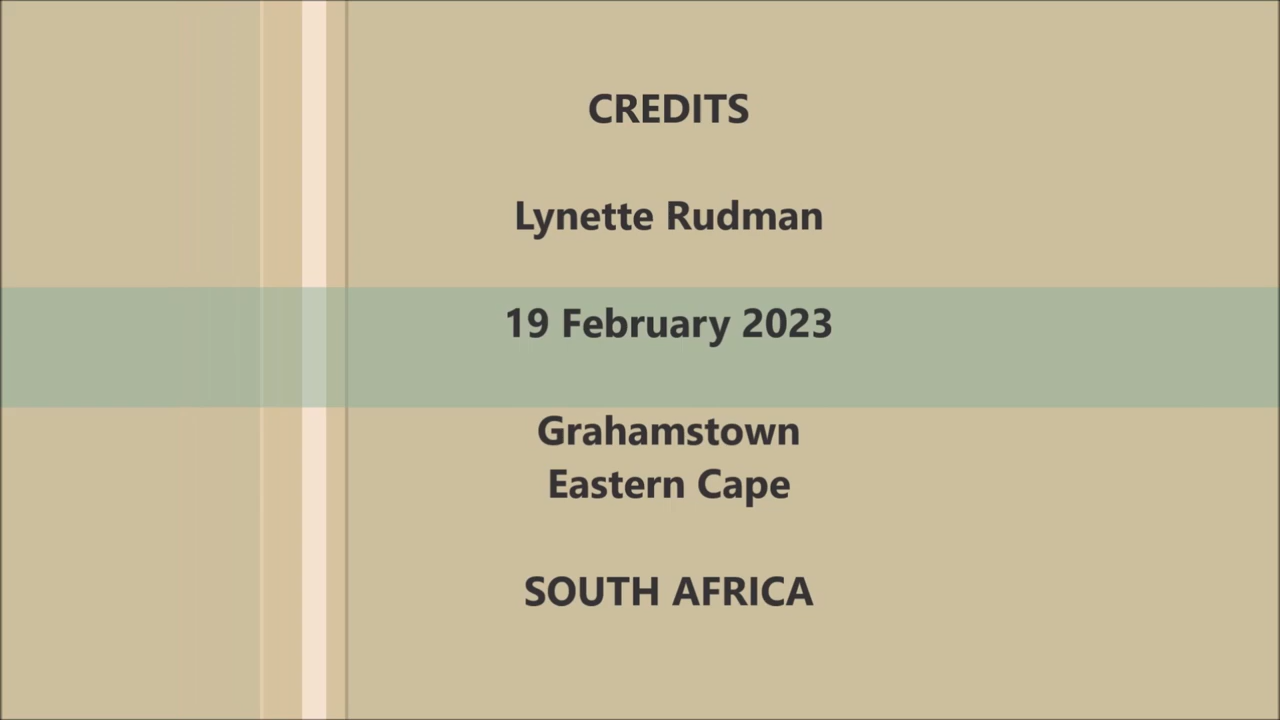 CREDITS
Lynette Rudman
19 February 2023
Grahamstown
Eastern Cape
SOUTH AFRICA